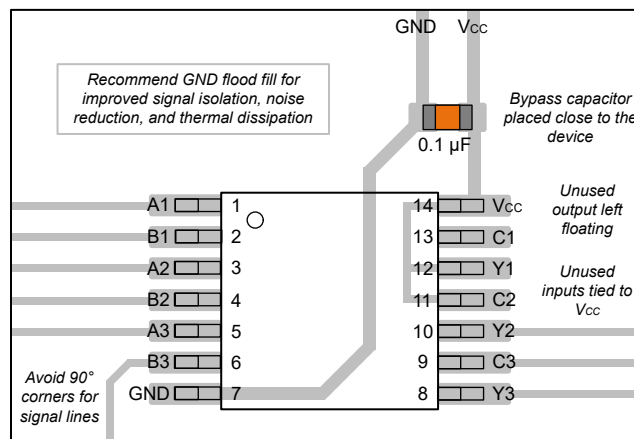 GND VCC
Recommend GND flood fill for
improved signal isolation, noise
reduction, and thermal dissipation
Bypass capacitor
placed close to the
device
0.1 µF
A1 1 14 VCC
Unused
output left
floating
B1 2 13 C1
A2 3 12 Y1
Unused
inputs tied to
VCC
B2 4 11 C2
A3 5 10 Y2
B3 6 9 C3
Avoid 90°
corners for
signal lines
GND 7 8 Y3